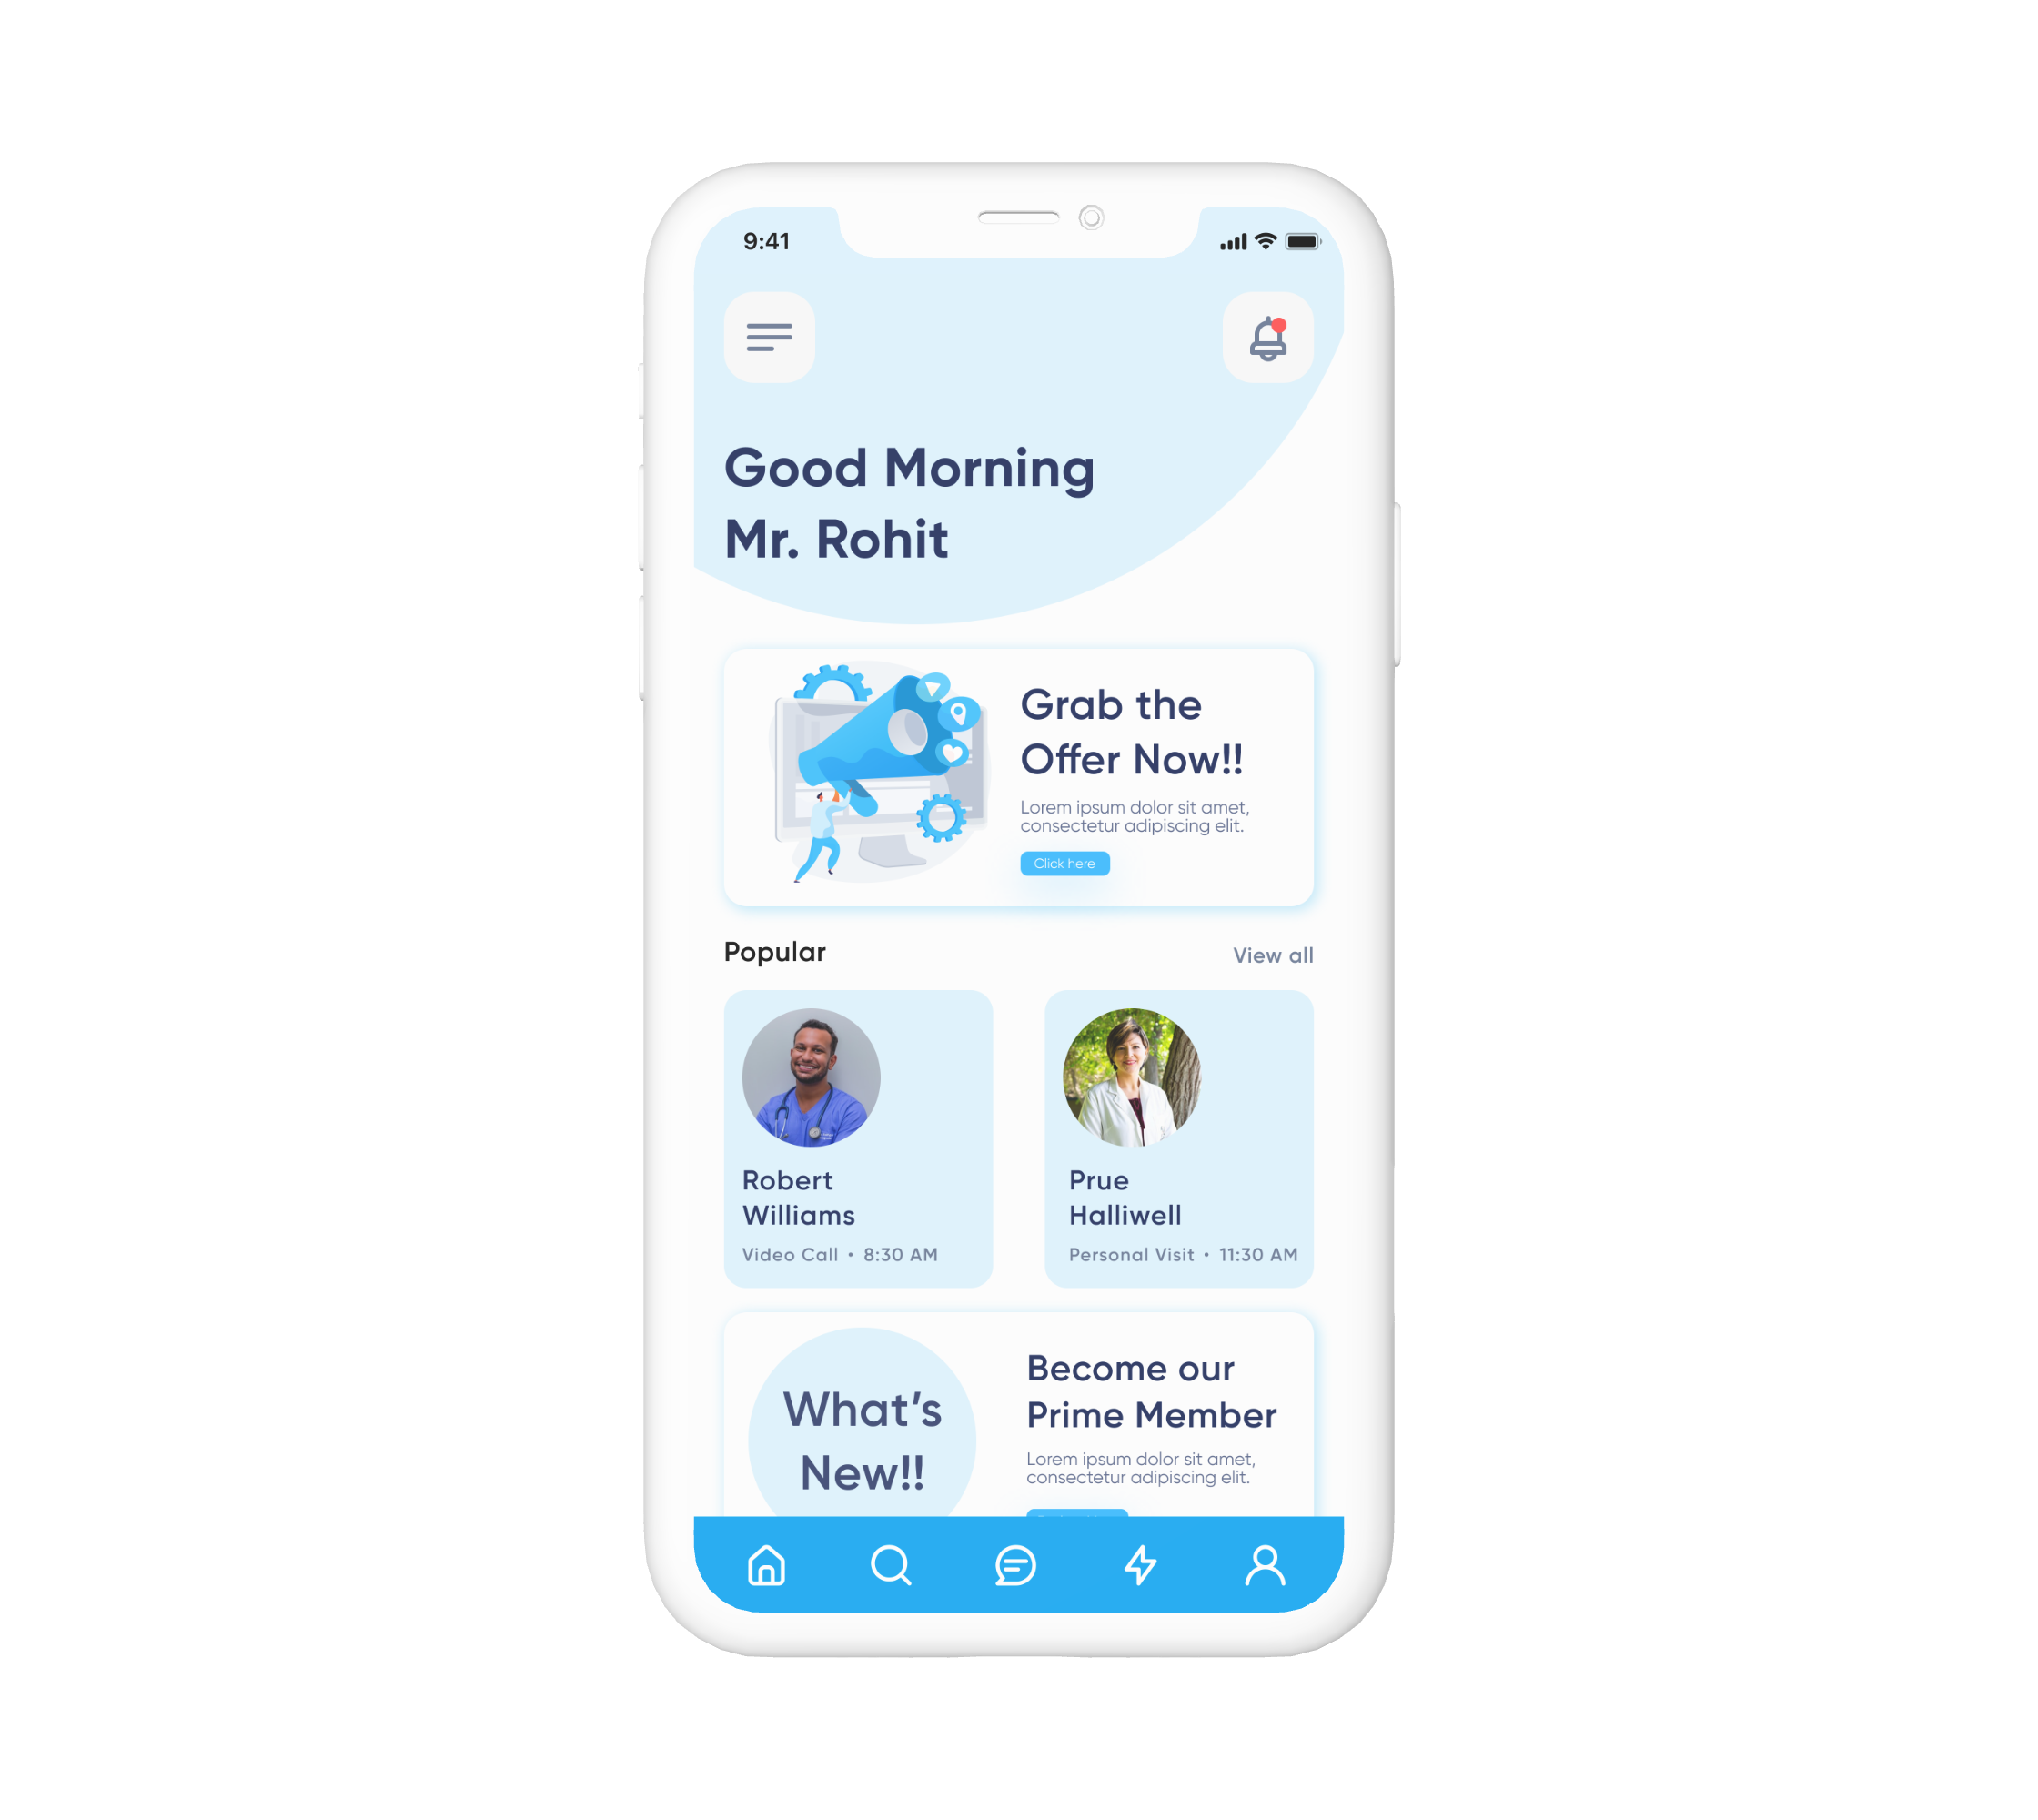 9:41
Good Morning
Mr. Rohit
Grab the
Offer Now!!
Lorem ipsum dolor sit amet,
consectetur adipiscing elit.
Click here
Popular
View all
Robert
Williams
Video Call • 8:30 AM
Prue
Halliwell
Personal Visit • 11:30 AM
What's
New!!
Become our
Prime Member
Lorem ipsum dolor sit amet,
consectetur adipiscing elit.